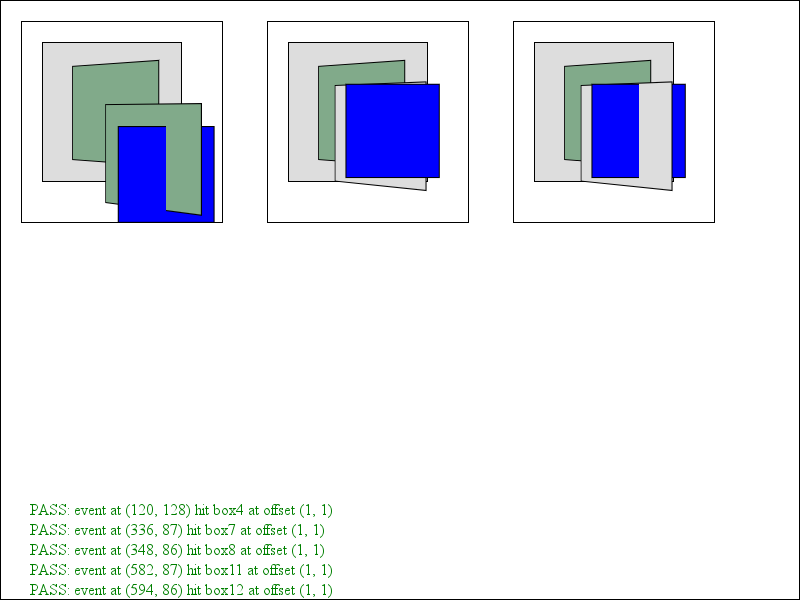 PASS: event at (120, 128) hit box4 at offset (1, 1)
PASS: event at (336, 87) hit box7 at offset (1, 1)
PASS: event at (348, 86) hit box8 at offset (1, 1)
PASS: event at (582, 87) hit box11 at offset (1, 1)
PASS: event at (594, 86) hit box12 at offset (1, 1)